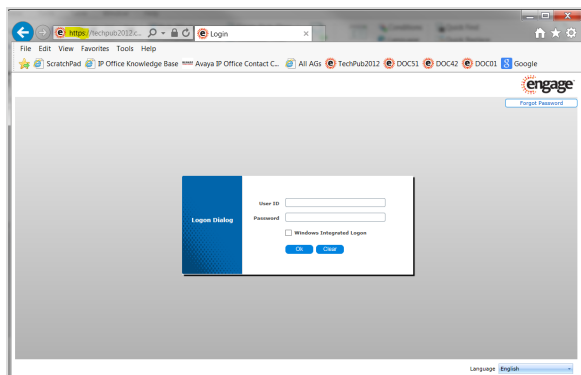 https://techpub2012.c...
Login
File Edit View Favorites Tools Help
ScratchPad IP Office Knowledge Base Avaya IP Office Contact C... All AGs TechPub2012 DOC51 DOC42 DOC01 Google
engage
Forgot Password
User ID
Logon Dialog
Password
Windows Integrated Logon
Ok Clear
Language English